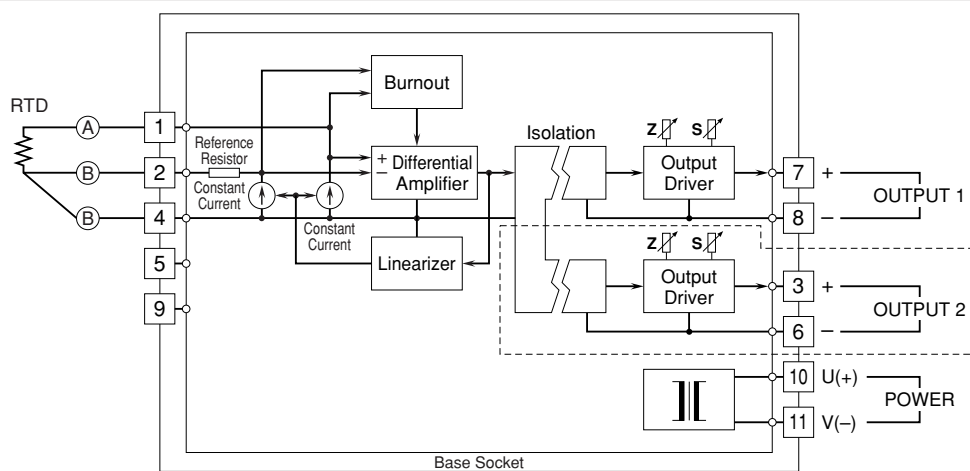 RTD
A
B
B
1
2
4
5
9
Reference
Resistor
Constant
Current
Constant
Current
Burnout
+
−
Differential
Amplifier
Linearizer
Isolation
Z
S
Output
Driver
Z
S
Output
Driver
7
+
8
−
OUTPUT 1
3
+
6
−
OUTPUT 2
10
U(+)
11
V(–)
POWER
Base Socket